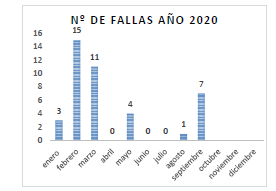 Nº DE FALLAS AÑO 2020
16
14
12
10
8
6
4
2
0
3
15
11
0
4
0
0
1
7
enero
febrero
marzo
abril
mayo
junio
julio
agosto
septiembre
octubre
noviembre
diciembre